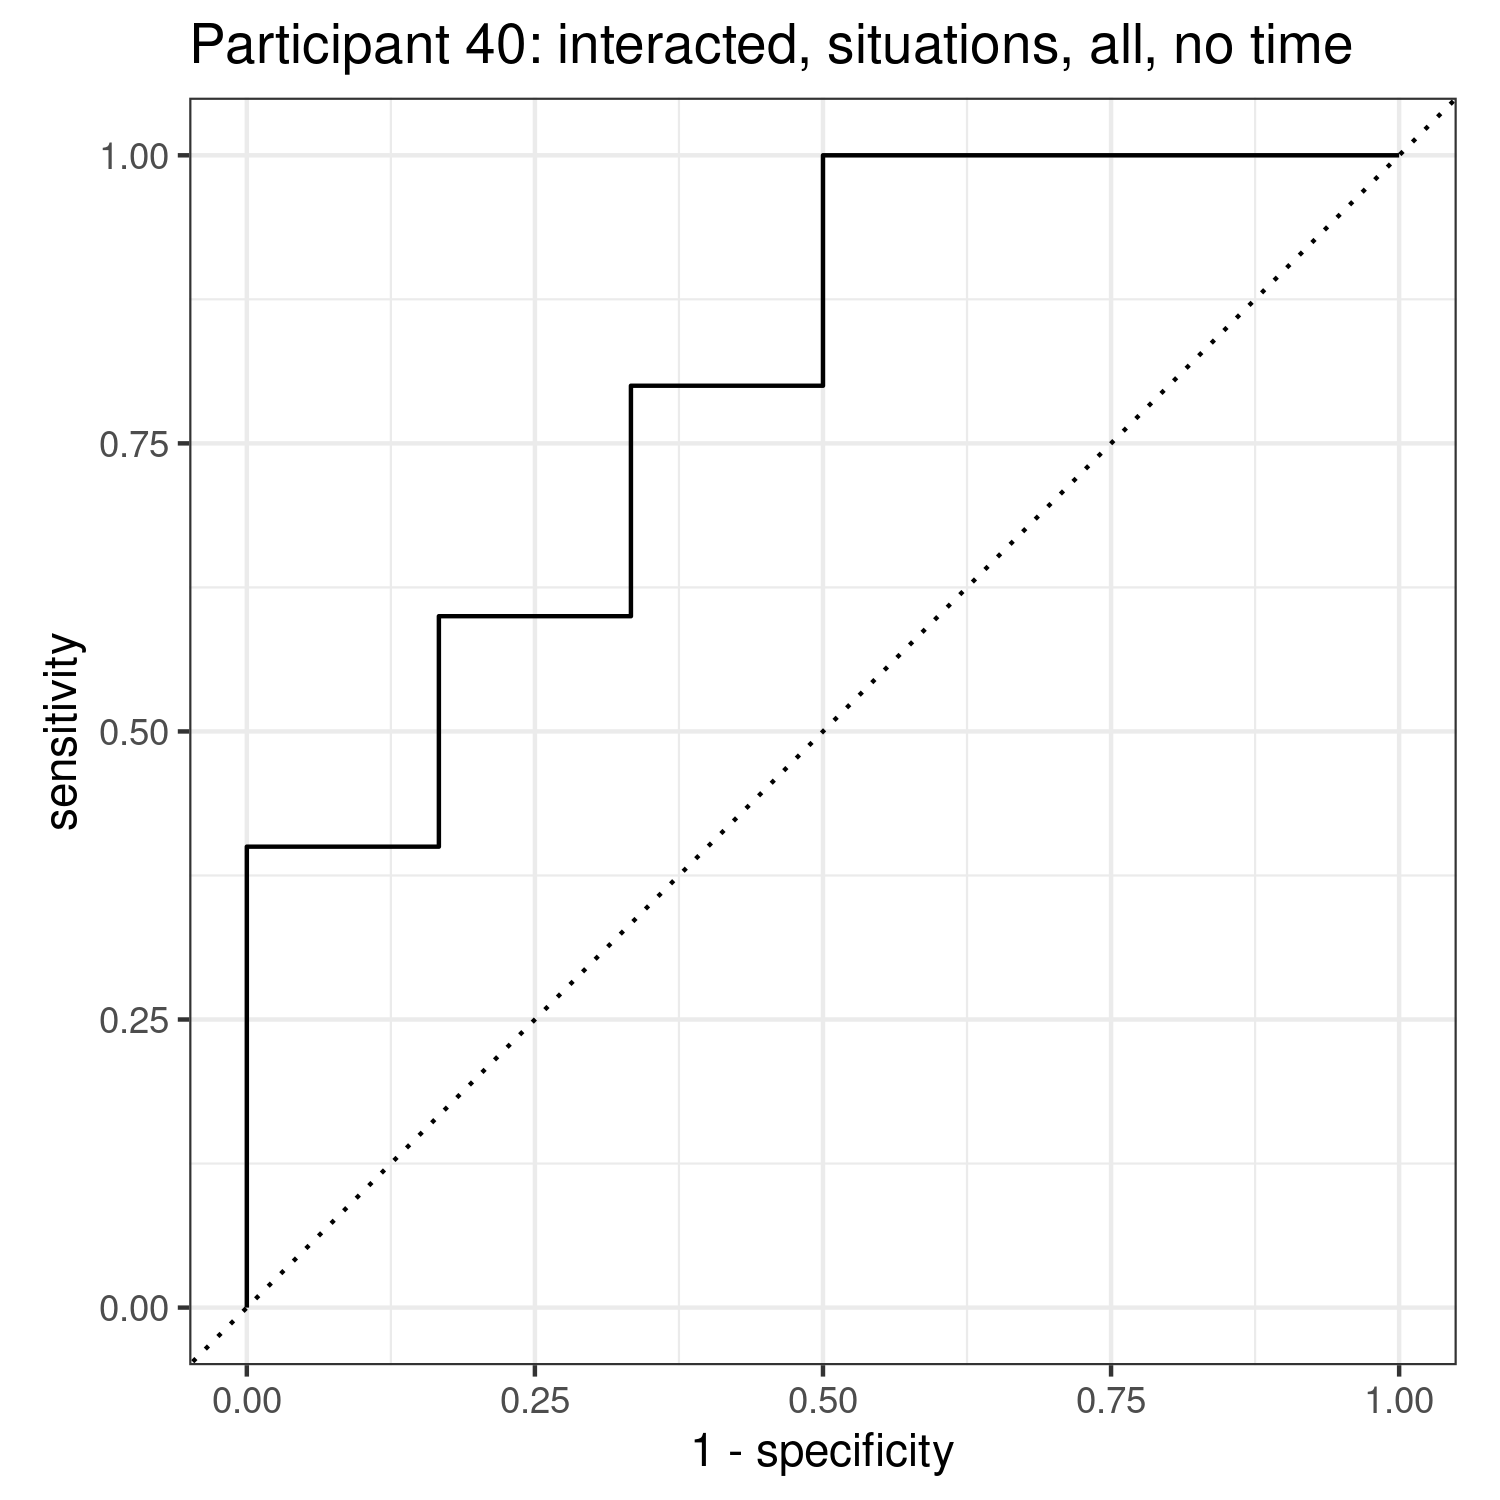 Participant 40: interacted, situations, all, no time
1.00
0.75
0.50
0.25
0.00
sensitivity
0.00 0.25 0.50 0.75 1.00
1 - specificity